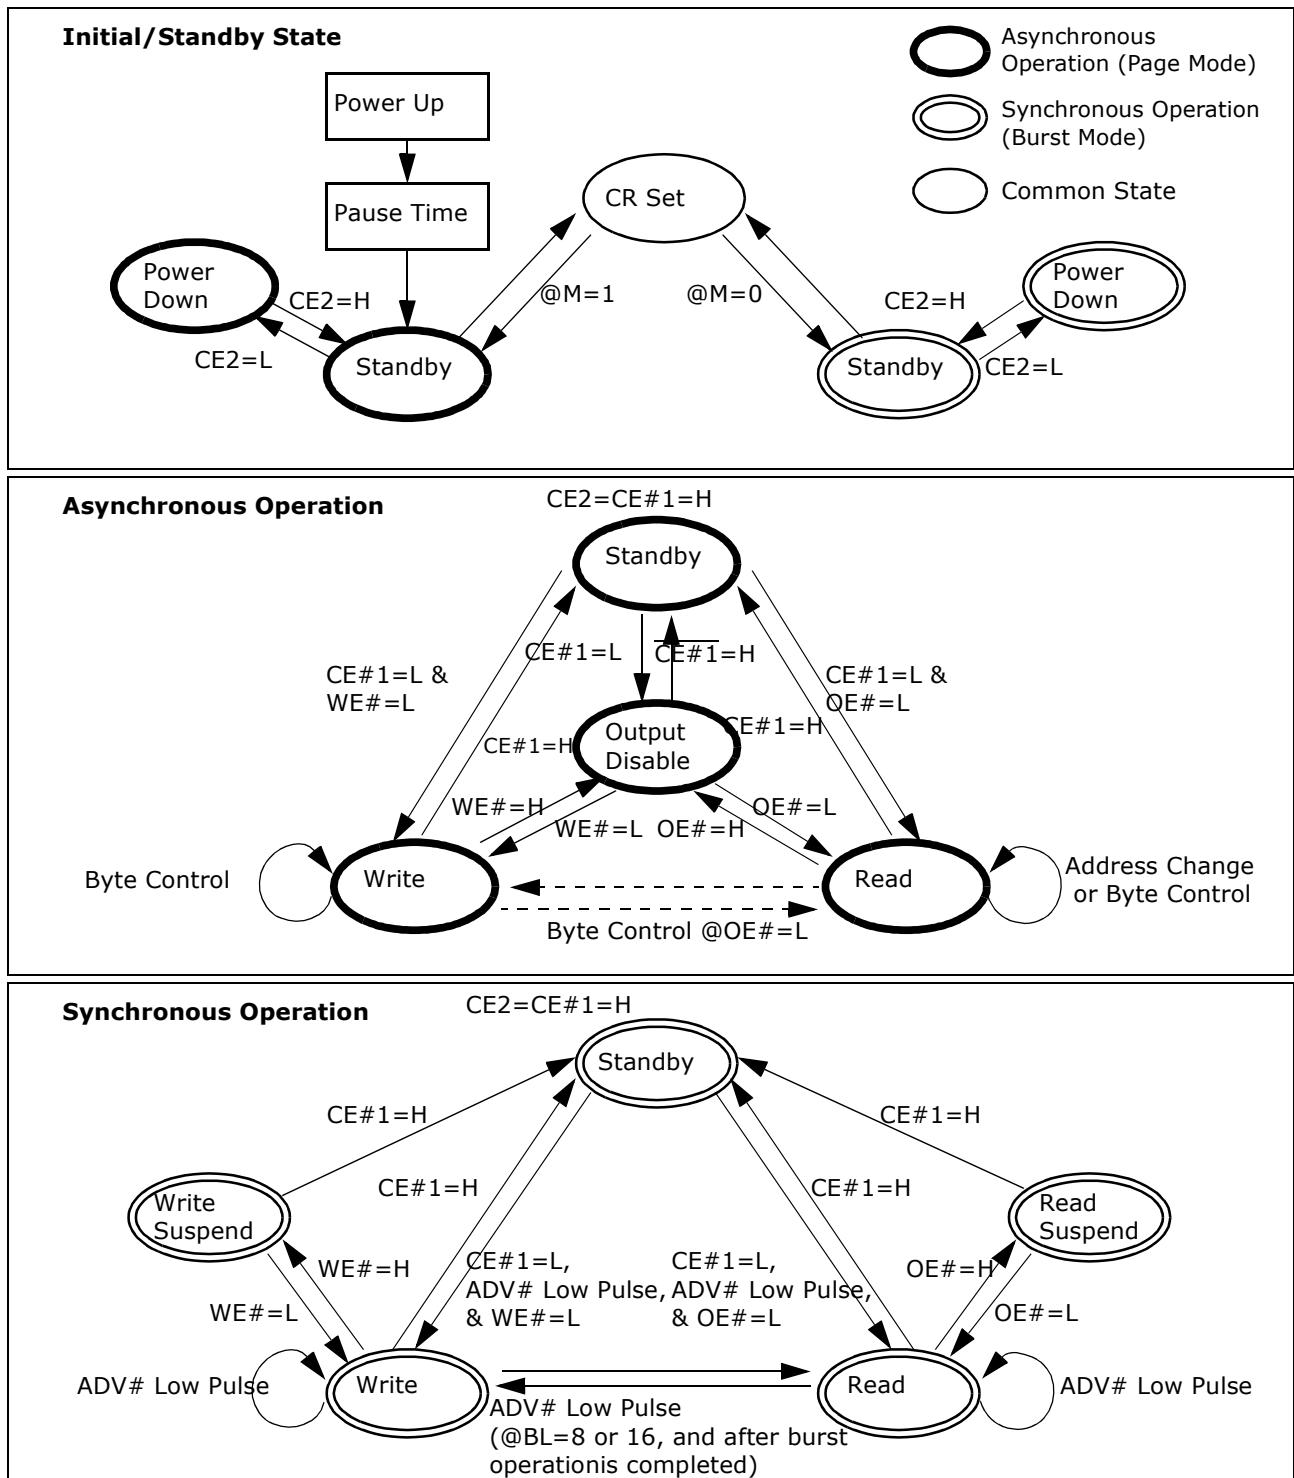 Initial/Standby State
Asynchronous
Operation (Page Mode)
Synchronous Operation
(Burst Mode)
Common State
Power Up
Pause Time
CR Set
Power
Down
CE2=H
CE2=L
Standby
@M=1
@M=0
Standby
CE2=H
CE2=L
Power
Down
Asynchronous Operation
CE2=CE#1=H
Standby
CE#1=L
CE#1=H
CE#1=L &
WE#=L
CE#1=L &
OE#=L
CE#1=H
Output
Disable
CE#1=H
WE#=H
WE#=L
OE#=H
OE#=L
Byte Control
Write
Read
Address Change
or Byte Control
Byte Control @OE#=L
Synchronous Operation
CE2=CE#1=H
Standby
CE#1=H
CE#1=H
CE#1=H
CE#1=H
Write
Suspend
Read
Suspend
WE#=H
WE#=L
CE#1=L,
ADV# Low Pulse,
& WE#=L
CE#1=L,
ADV# Low Pulse,
& OE#=L
OE#=H
OE#=L
ADV# Low Pulse
Write
Read
ADV# Low Pulse
ADV# Low Pulse
(@BL=8 or 16, and after burst
operationis completed)